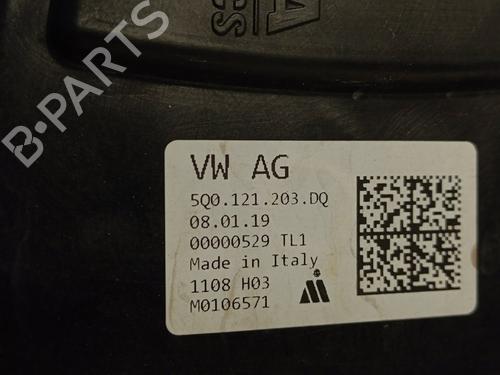 B-PARTS
VW AG
5Q0.121.203.DQ
08.01.19
00000529 TL1
Made in Italy
1108 H03
M0106571